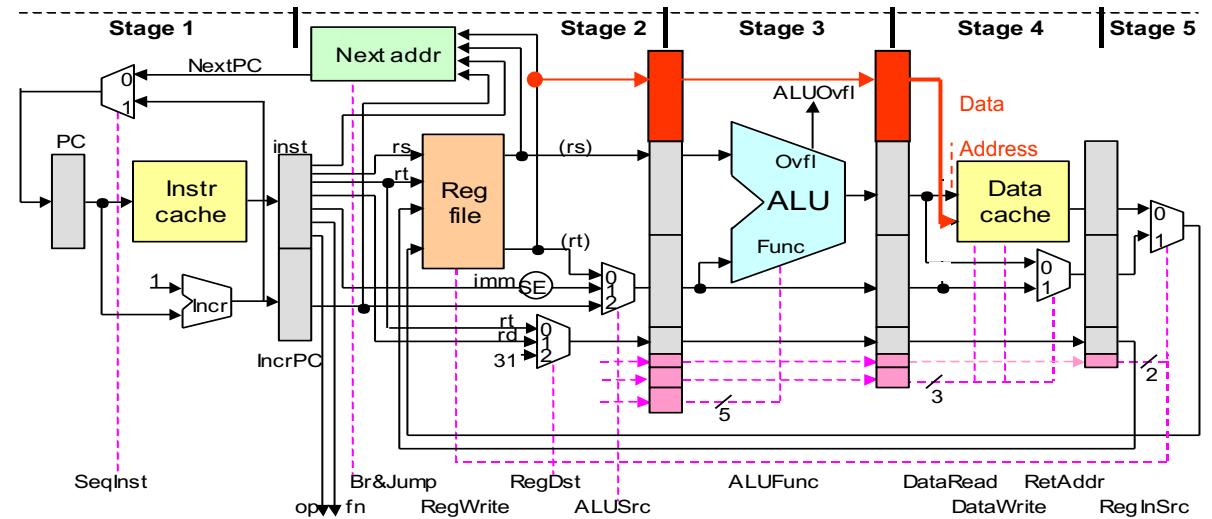 Stage 1
Stage 2
Stage 3
Stage 4
Stage 5
Next addr
NextPC
0
1
ALUOvfl
Data
PC
inst
rs
(rs)
Ovfl
Address
Instr
cache
rt
Reg
file
ALU
Data
cache
0
1
(rt)
Func
1
Incr
imm
SE
0
1
2
0
1
rt
rd
31
0
1
2
IncrPC
5
3
2
SeqInst
Br&Jump
RegDst
ALUFunc
DataRead
RetAddr
op
fn
RegWrite
ALUSrc
DataWrite
RegInSrc